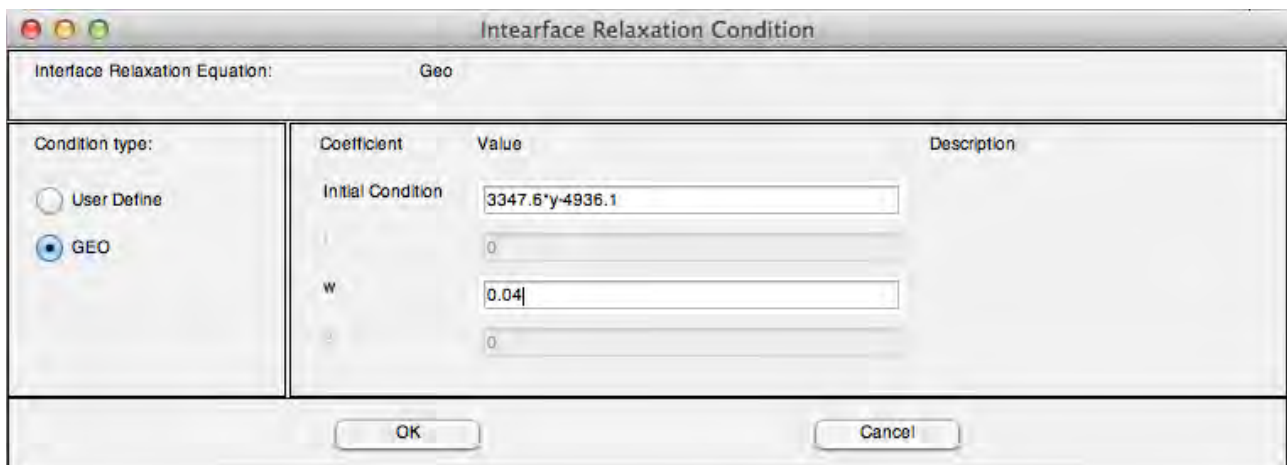 Intearface Relaxation Condition
Interface Relaxation Equation: Geo
Condition type:
User Define
GEO
Coefficient Value Description
Initial Condition 3347.6*y-4936.1
0
w 0.04
0
OK Cancel